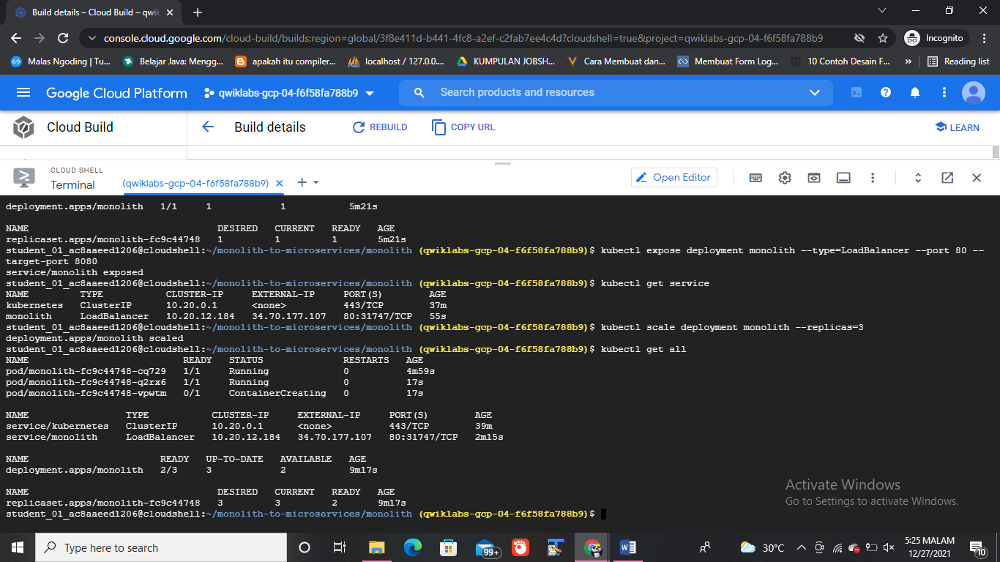 Build details – Cloud Build – qwik
console.cloud.google.com/cloud-build/builds;region=global/3f8e411d-b441-4fc8-a2ef-c2fab7ee4c4d?cloudshell=true&project=qwiklabs-gcp-04-f6f58fa788b9
Incognito
Malas Ngoding | Tu... Belajar Java: Mengg... apakah itu compiler... localhost / 127.0.0.... KUMPULAN JOBSH... Cara Membuat dan... Membuat Form Log... 10 Contoh Desain F... » Reading list
Google Cloud Platform qwiklabs-gcp-04-f6f58fa788b9 Search products and resources
Cloud Build Build details REBUILD COPY URL LEARN
CLOUD SHELL
Terminal (qwiklabs-gcp-04-f6f58fa788b9) Open Editor
deployment.apps/monolith 1/1 1 1 5m21s
NAME DESIRED CURRENT READY AGE
replicaset.apps/monolith-fc9c44748 1 1 1 5m21s
student_01_ac8aaeed1206@cloudshell:~/monolith-to-microservices/monolith (qwiklabs-gcp-04-f6f58fa788b9)$ kubectl expose deployment monolith --type=LoadBalancer --port 80 --
target-port 8080
service/monolith exposed
student_01_ac8aaeed1206@cloudshell:~/monolith-to-microservices/monolith (qwiklabs-gcp-04-f6f58fa788b9)$ kubectl get service
NAME TYPE CLUSTER-IP EXTERNAL-IP PORT(S) AGE
kubernetes ClusterIP 10.20.0.1 <none> 443/TCP 37m
monolith LoadBalancer 10.20.12.184 34.70.177.107 80:31747/TCP 55s
student_01_ac8aaeed1206@cloudshell:~/monolith-to-microservices/monolith (qwiklabs-gcp-04-f6f58fa788b9)$ kubectl scale deployment monolith --replicas=3
deployment.apps/monolith scaled
student_01_ac8aaeed1206@cloudshell:~/monolith-to-microservices/monolith (qwiklabs-gcp-04-f6f58fa788b9)$ kubectl get all
NAME READY STATUS RESTARTS AGE
pod/monolith-fc9c44748-cq729 1/1 Running 0 4m59s
pod/monolith-fc9c44748-q2rx6 1/1 Running 0 17s
pod/monolith-fc9c44748-vpwtm 0/1 ContainerCreating 0 17s
NAME TYPE CLUSTER-IP EXTERNAL-IP PORT(S) AGE
service/kubernetes ClusterIP 10.20.0.1 <none> 443/TCP 39m
service/monolith LoadBalancer 10.20.12.184 34.70.177.107 80:31747/TCP 2m15s
NAME READY UP-TO-DATE AVAILABLE AGE
deployment.apps/monolith 2/3 3 2 9m17s
NAME DESIRED CURRENT READY AGE
replicaset.apps/monolith-fc9c44748 3 3 2 9m17s
student_01_ac8aaeed1206@cloudshell:~/monolith-to-microservices/monolith (qwiklabs-gcp-04-f6f58fa788b9)$
Activate Windows
Go to Settings to activate Windows.
Type here to search 99+ 30°C 5:25 MALAM
12/27/2021 10